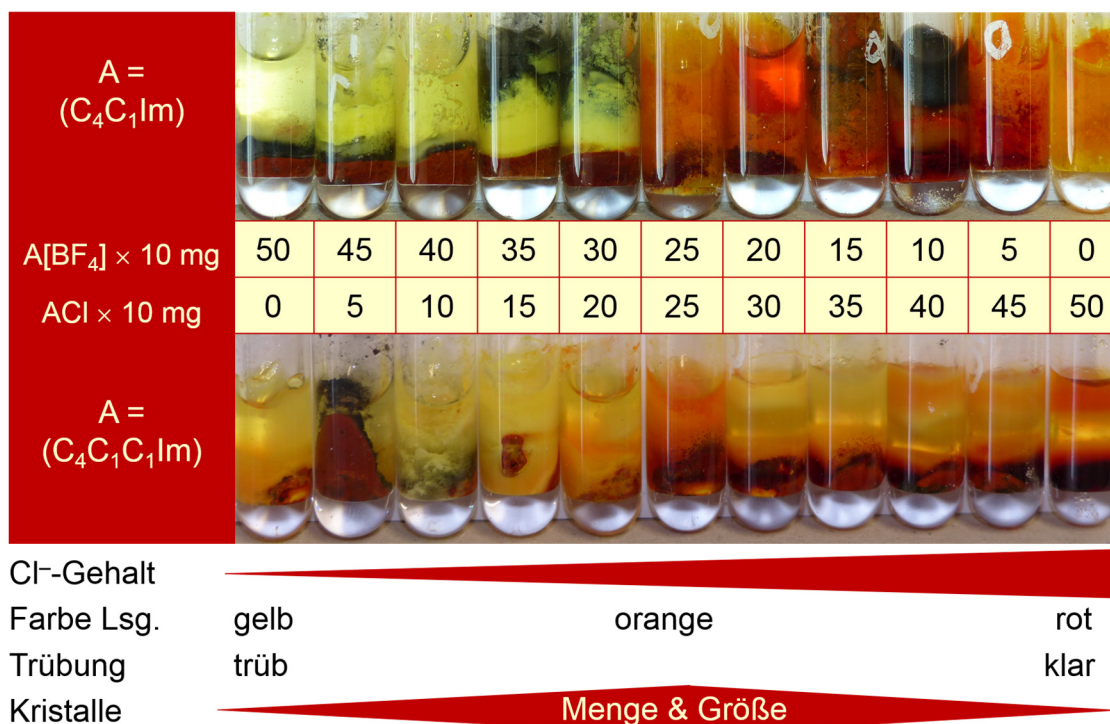 A =
(C₄C₁Im)
A[BF₄] × 10 mg 50 45 40 35 30 25 20 15 10 5 0
ACl × 10 mg 0 5 10 15 20 25 30 35 40 45 50
A =
(C₄C₁C₁Im)
Cl⁻-Gehalt
Farbe Lsg. gelb orange rot
Trübung trüb klar
Kristalle Menge & Größe